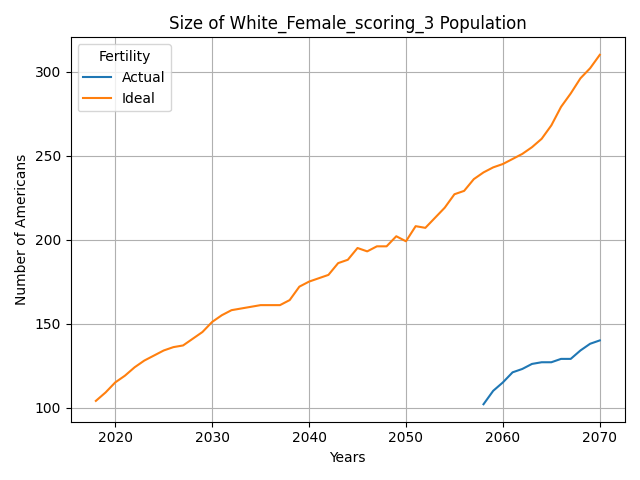 Size of White_Female_scoring_3 Population
Fertility
Actual
Ideal
Number of Americans
300
250
200
150
100
2020 2030 2040 2050 2060 2070
Years